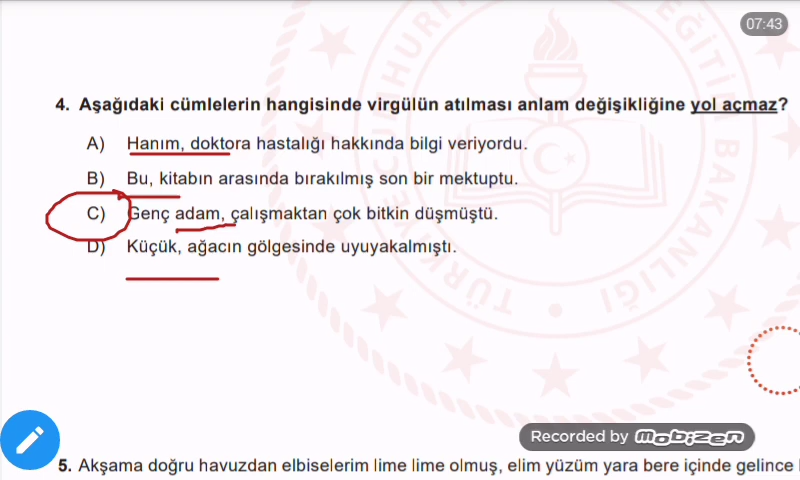 07:43
4. Aşağıdaki cümlelerin hangisinde virgülün atılması anlam değişikliğine yol açmaz?
A) Hanım, doktora hastalığı hakkında bilgi veriyordu.
B) Bu, kitabın arasında bırakılmış son bir mektuptu.
C) Genç adam, çalışmaktan çok bitkin düşmüştü.
D) Küçük, ağacın gölgesinde uyuyakalmıştı.
Recorded by Mobizen
5. Akşama doğru havuzdan elbiselerim lime lime olmuş, elim yüzüm yara bere içinde gelince